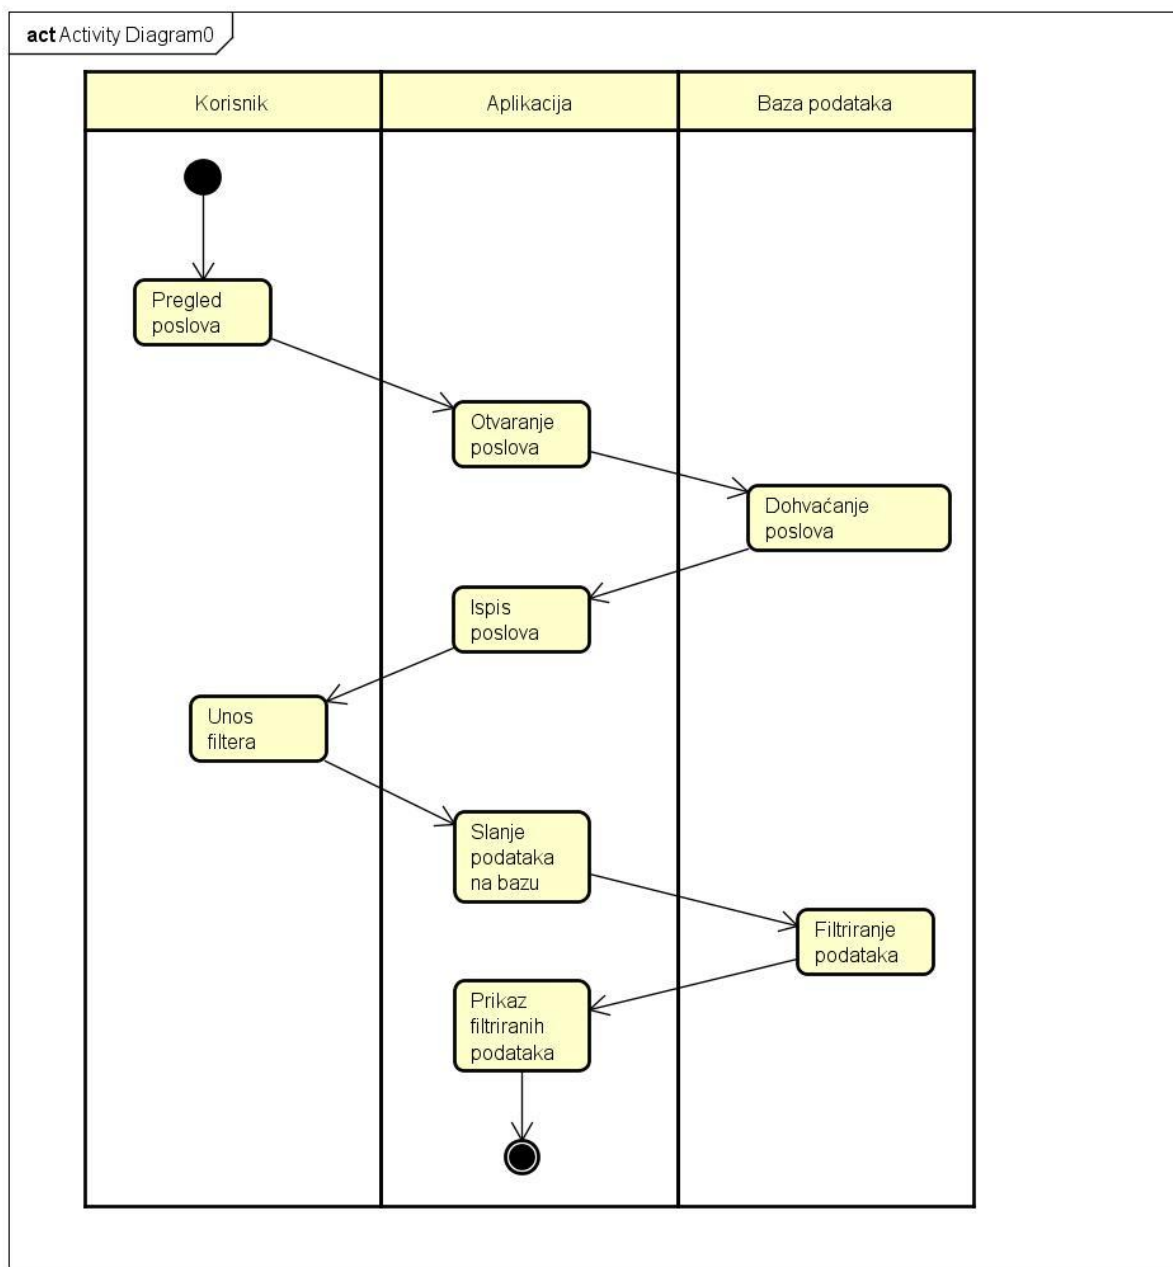 act Activity Diagram0
Korisnik
Aplikacija
Baza podataka
Pregled
poslova
Otvaranje
poslova
Dohvaćanje
poslova
Ispis
poslova
Unos
filtera
Slanje
podataka
na bazu
Filtriranje
podataka
Prikaz
filtriranih
podataka